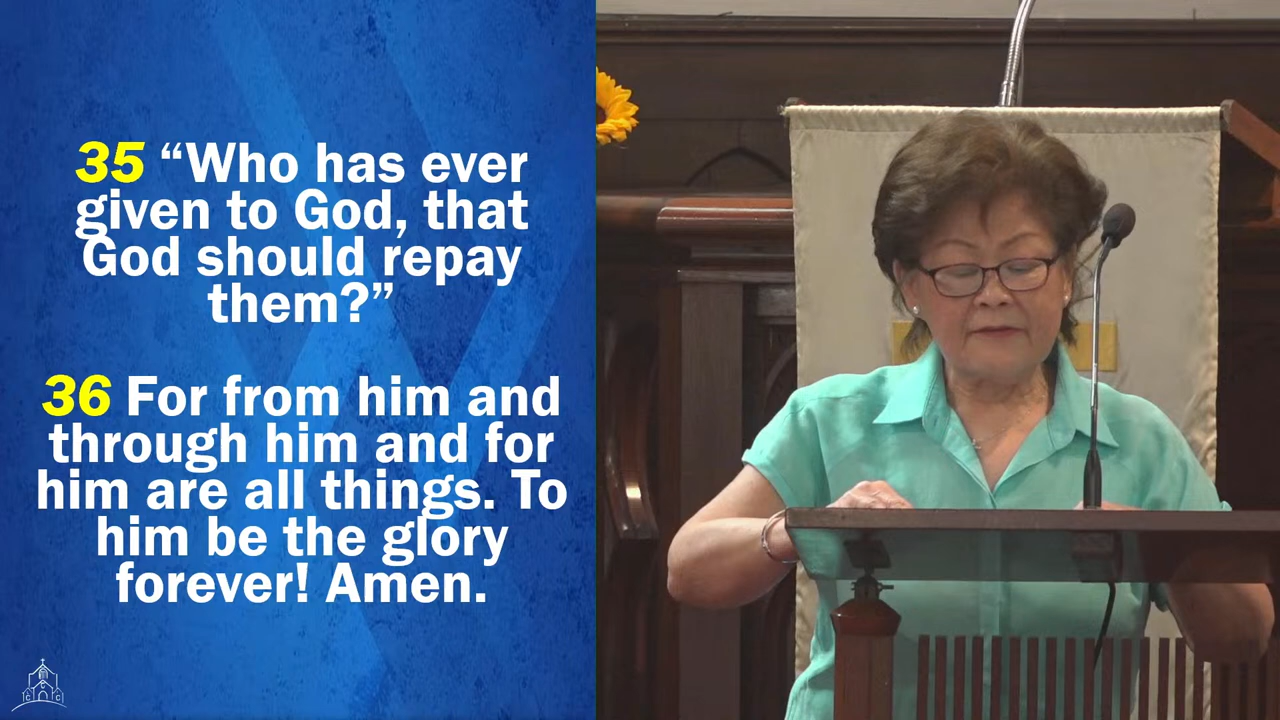 35 “Who has ever
given to God, that
God should repay
them?”
36 For from him and
through him and for
him are all things. To
him be the glory
forever! Amen.
C C